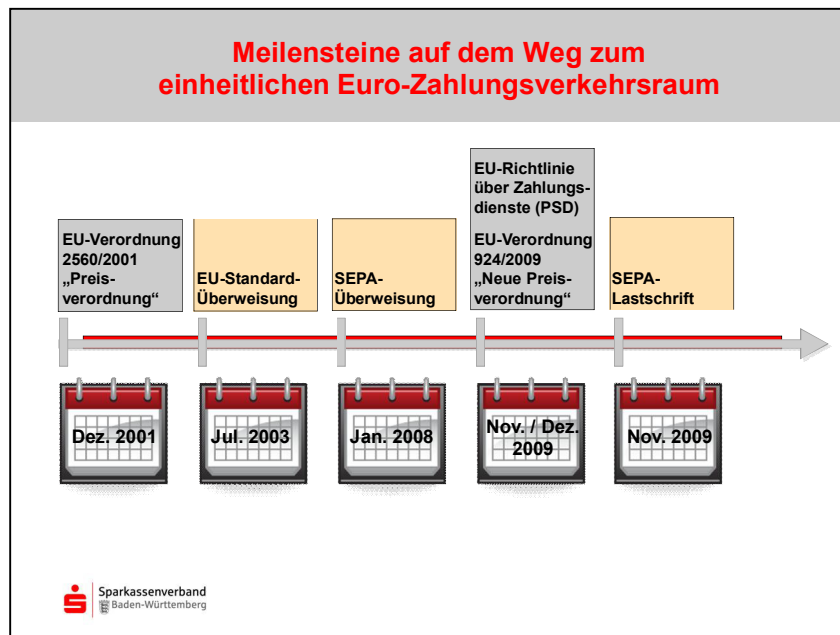 Meilensteine auf dem Weg zum
einheitlichen Euro-Zahlungsverkehrsraum
EU-Verordnung
2560/2001
„Preis-
verordnung“
EU-Standard-
Überweisung
SEPA-
Überweisung
EU-Richtlinie
über Zahlungs-
dienste (PSD)
EU-Verordnung
924/2009
„Neue Preis-
verordnung“
SEPA-
Lastschrift
Dez. 2001
Jul. 2003
Jan. 2008
Nov. / Dez.
2009
Nov. 2009
Sparkassenverband
Baden-Württemberg